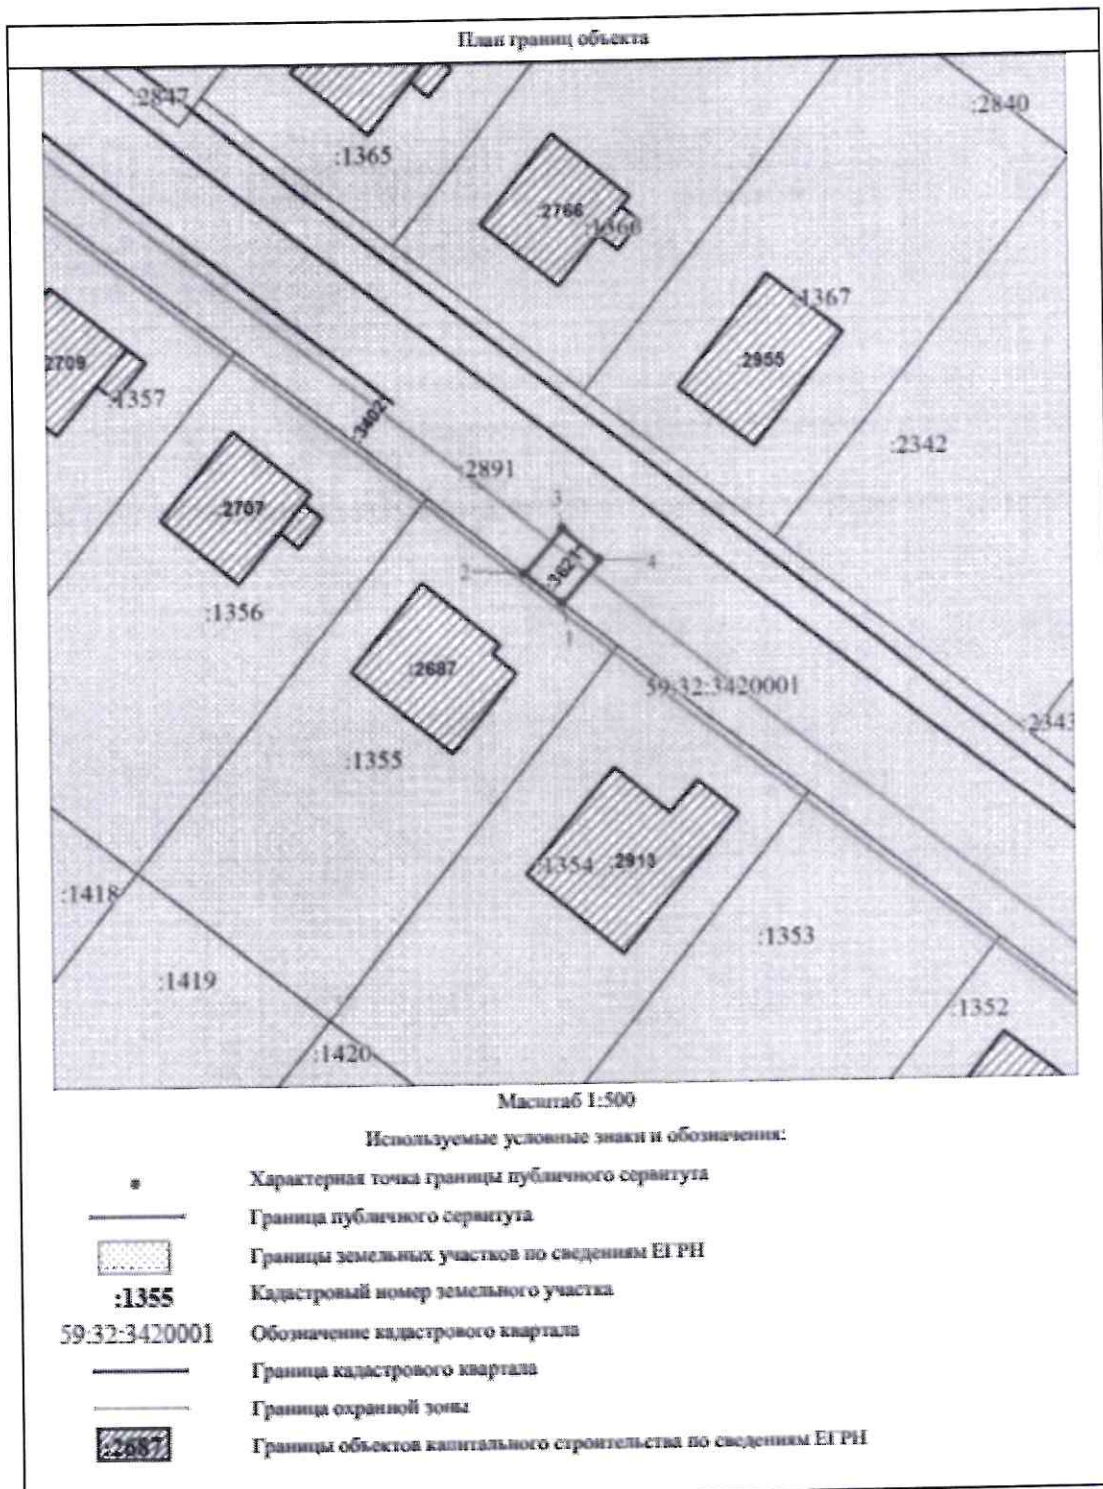 План границ объекта
:2847
:2840
:1365
:2766
:1366
:1367
:2955
2709
:1357
:3402
:2342
:2891
:2707
3
:3621
2
4
:1356
1
:2687
59:32:3420001
:2343
:1355
:1354
:2913
:1418
:1353
:1419
:1352
:1420
Масштаб 1:500
Используемые условные знаки и обозначения:
Характерная точка границы публичного сервитута
Граница публичного сервитута
Границы земельных участков по сведениям ЕГРН
:1355 Кадастровый номер земельного участка
59:32:3420001 Обозначение кадастрового квартала
Граница кадастрового квартала
Граница охранной зоны
:2687 Границы объектов капитального строительства по сведениям ЕГРН